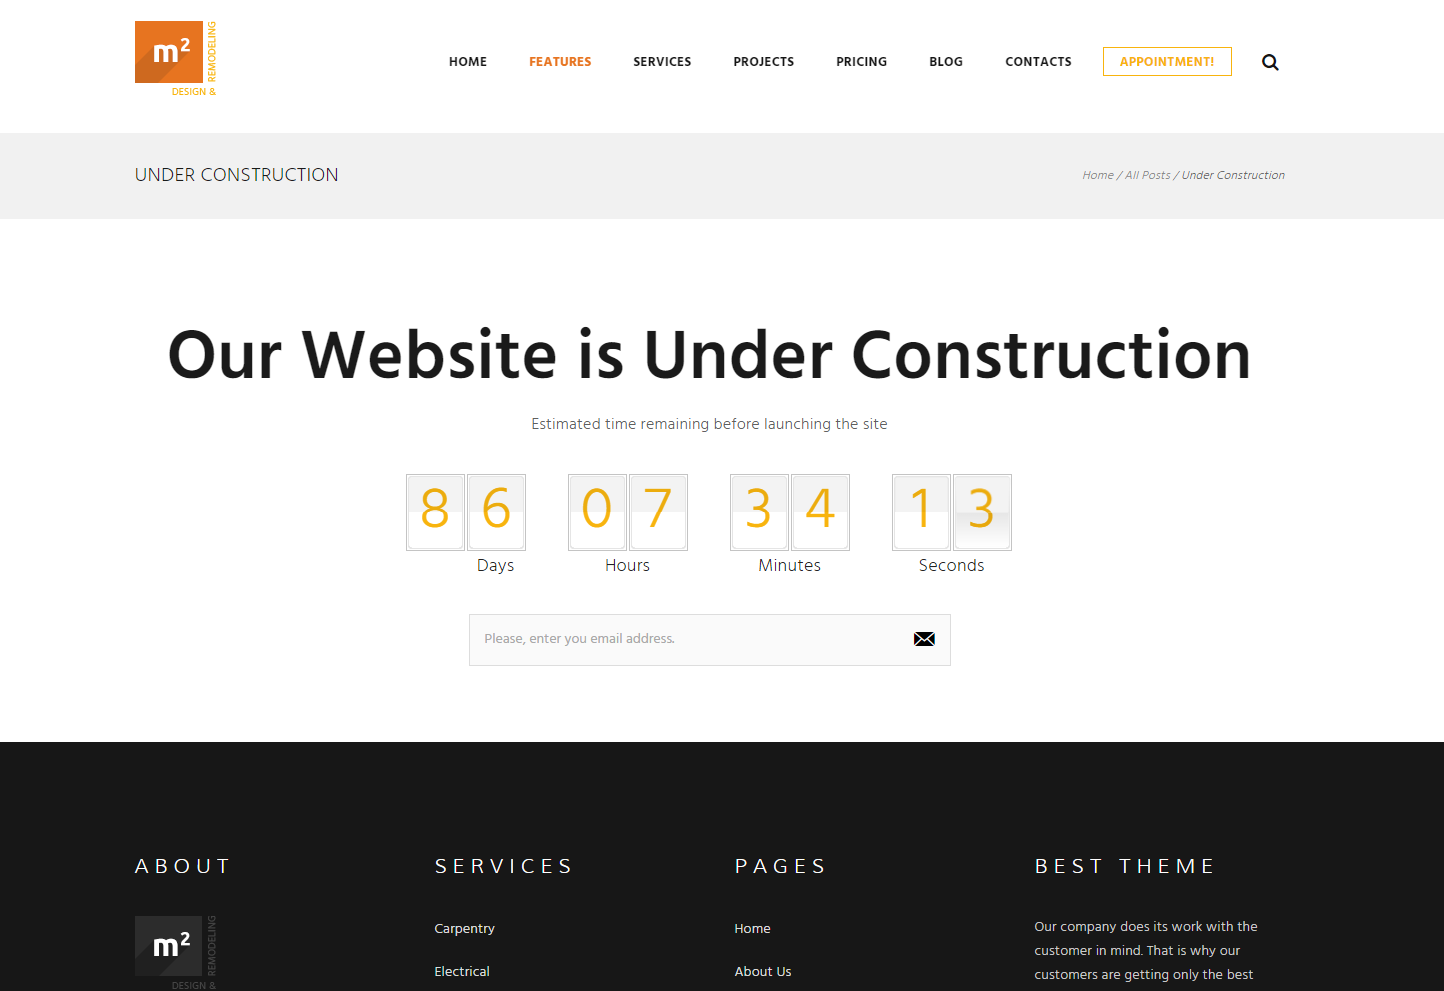 m²
REMODELING
DESIGN &
HOME FEATURES SERVICES PROJECTS PRICING BLOG CONTACTS APPOINTMENT!
UNDER CONSTRUCTION
Home / All Posts / Under Construction
Our Website is Under Construction
Estimated time remaining before launching the site
86 07 34 13
Days Hours Minutes Seconds
Please, enter you email address.
ABOUT
m²
REMODELING
DESIGN &
SERVICES
Carpentry
Electrical
PAGES
Home
About Us
BEST THEME
Our company does its work with the
customer in mind. That is why our
customers are getting only the best